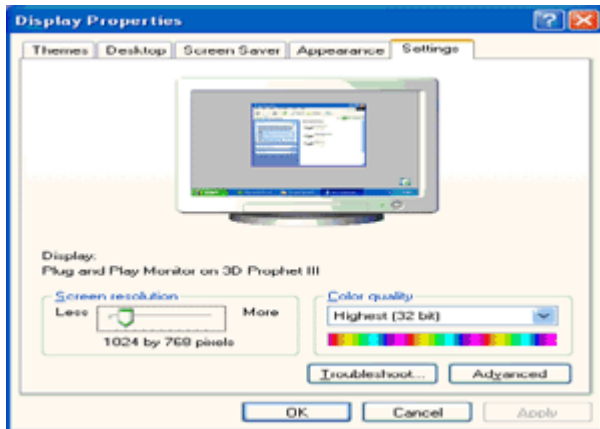 Display Properties
Themes Desktop Screen Saver Appearance Settings
Display:
Plug and Play Monitor on 3D Prophet III
Screen resolution
Less More
1024 by 768 pixels
Color quality
Highest (32 bit)
Troubleshoot... Advanced
OK Cancel Apply